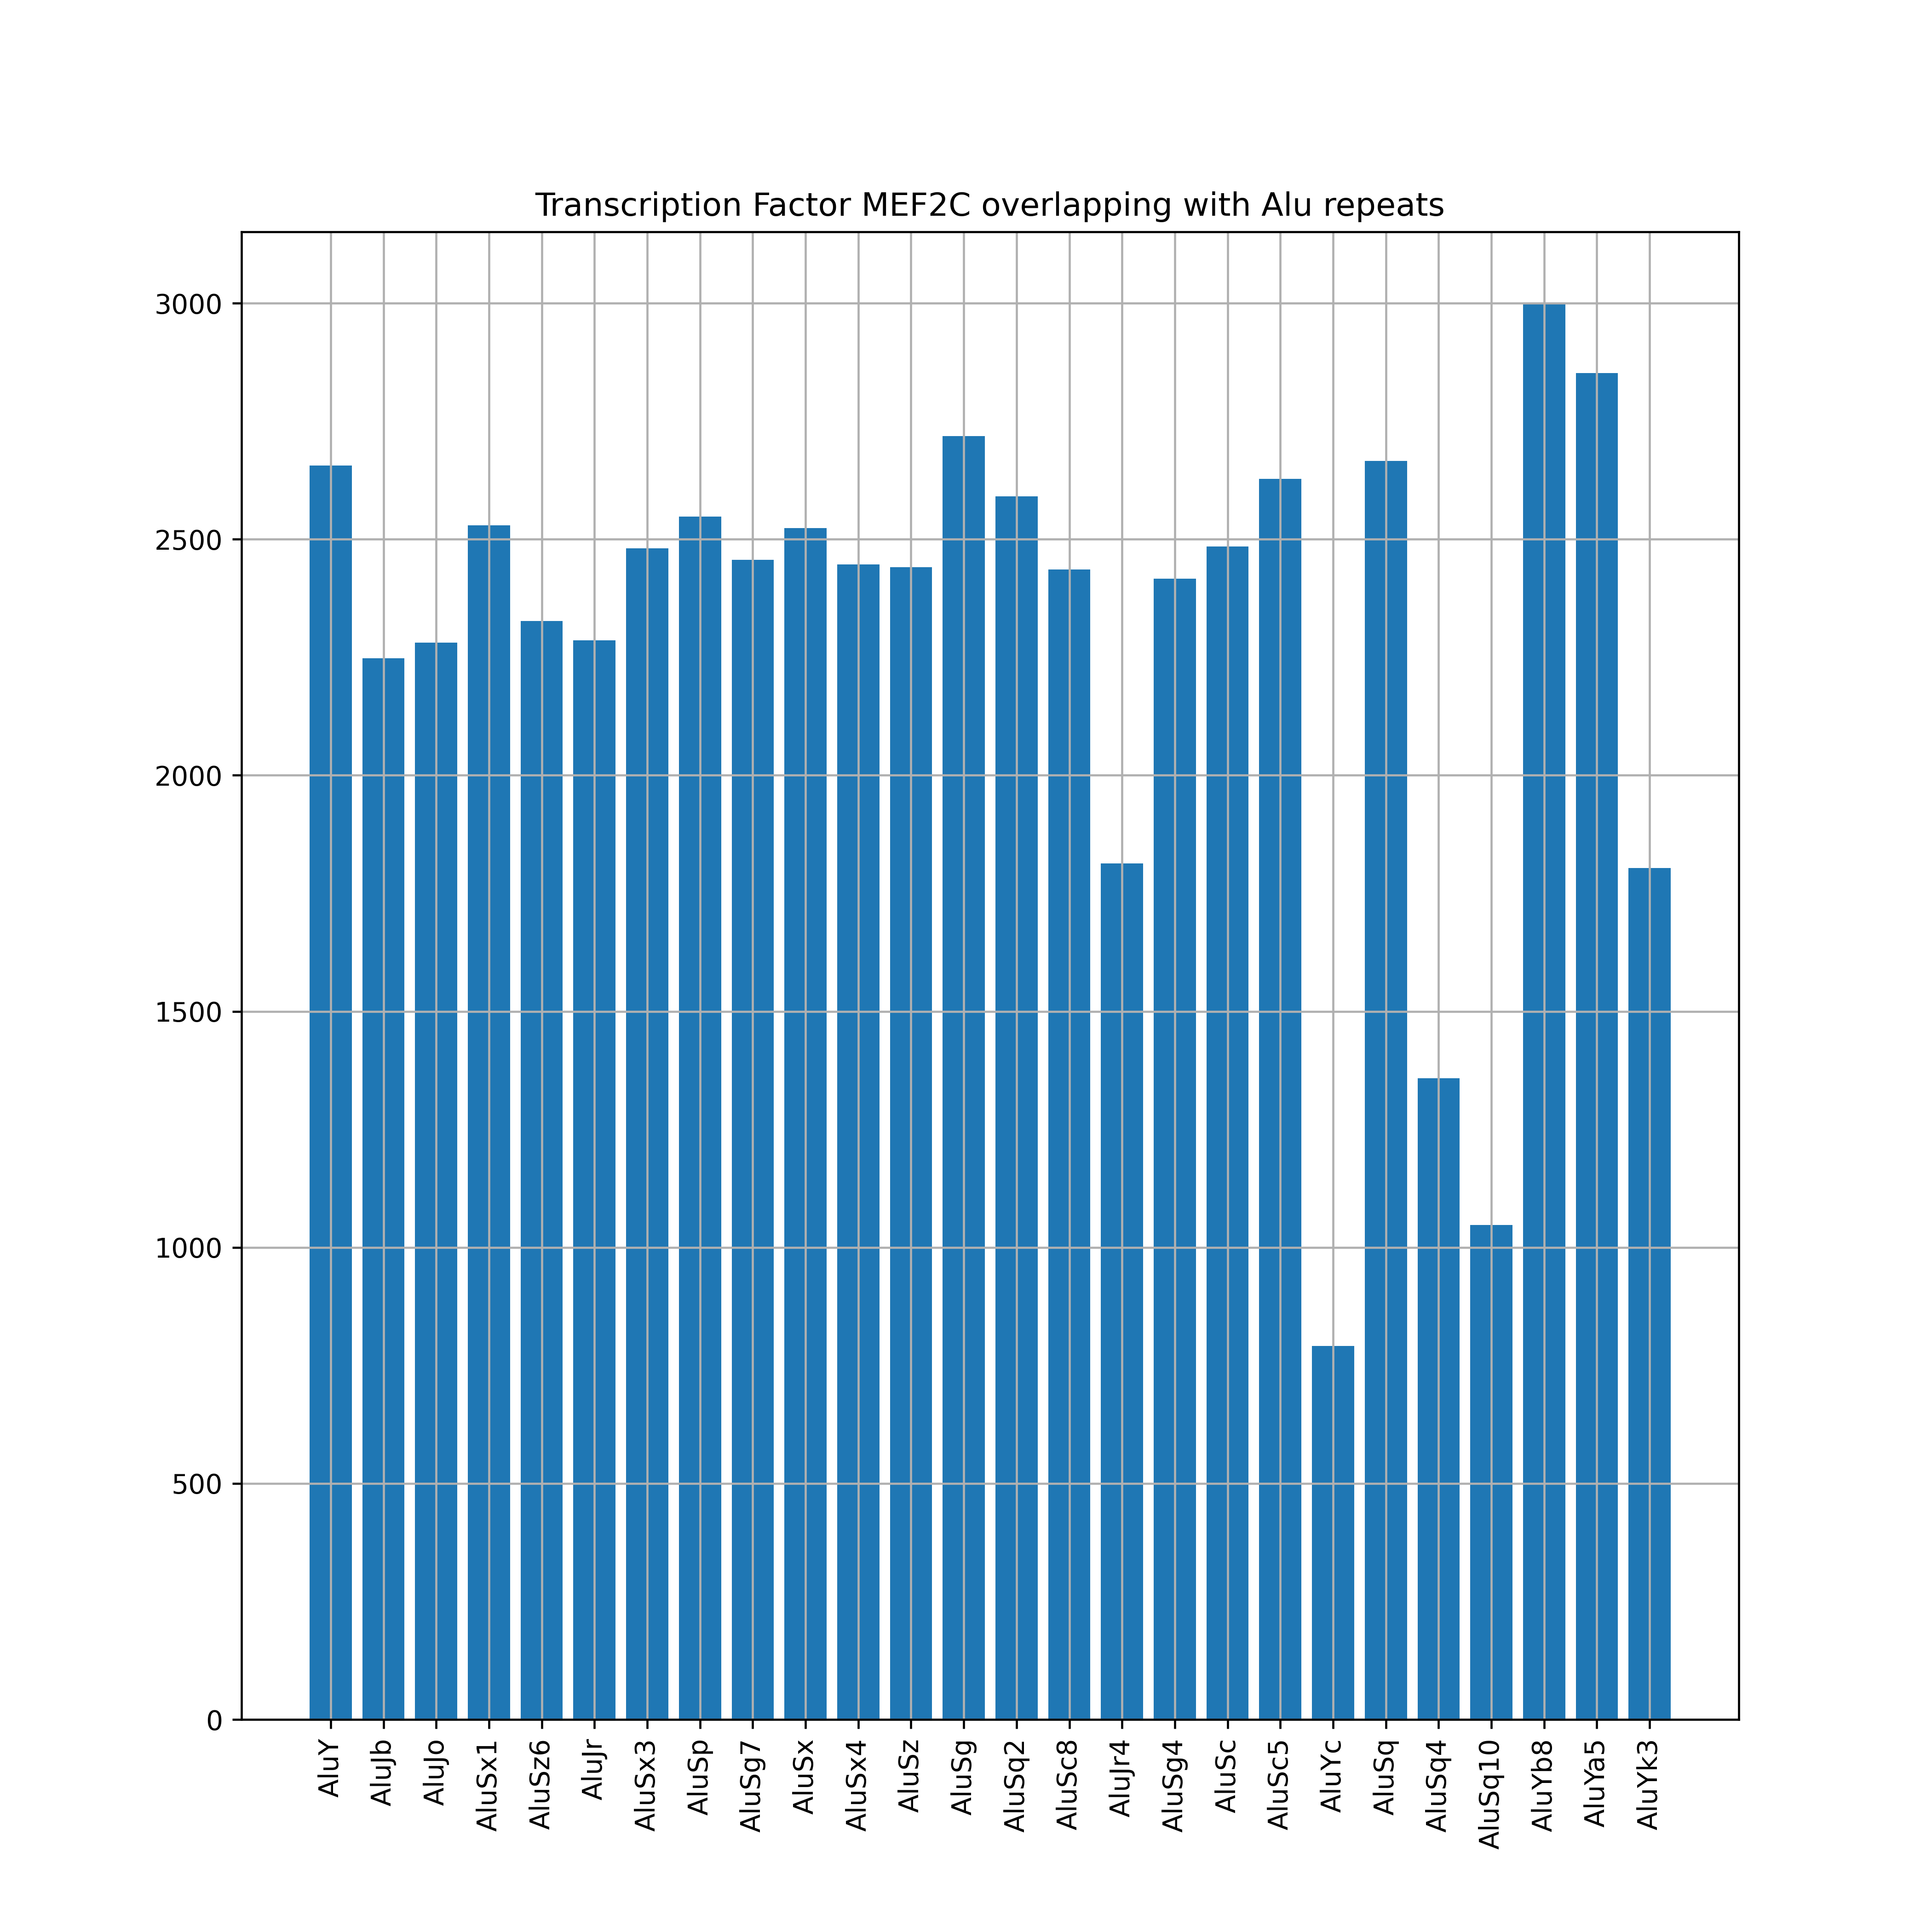 Transcription Factor MEF2C overlapping with Alu repeats
3000
2500
2000
1500
1000
500
0
AluY
AluJb
AluJo
AluSx1
AluSz6
AluJr
AluSx3
AluSp
AluSg7
AluSx
AluSx4
AluSz
AluSg
AluSq2
AluSc8
AluJr4
AluSg4
AluSc
AluSc5
AluYc
AluSq
AluSq4
AluSq10
AluYb8
AluYa5
AluYk3